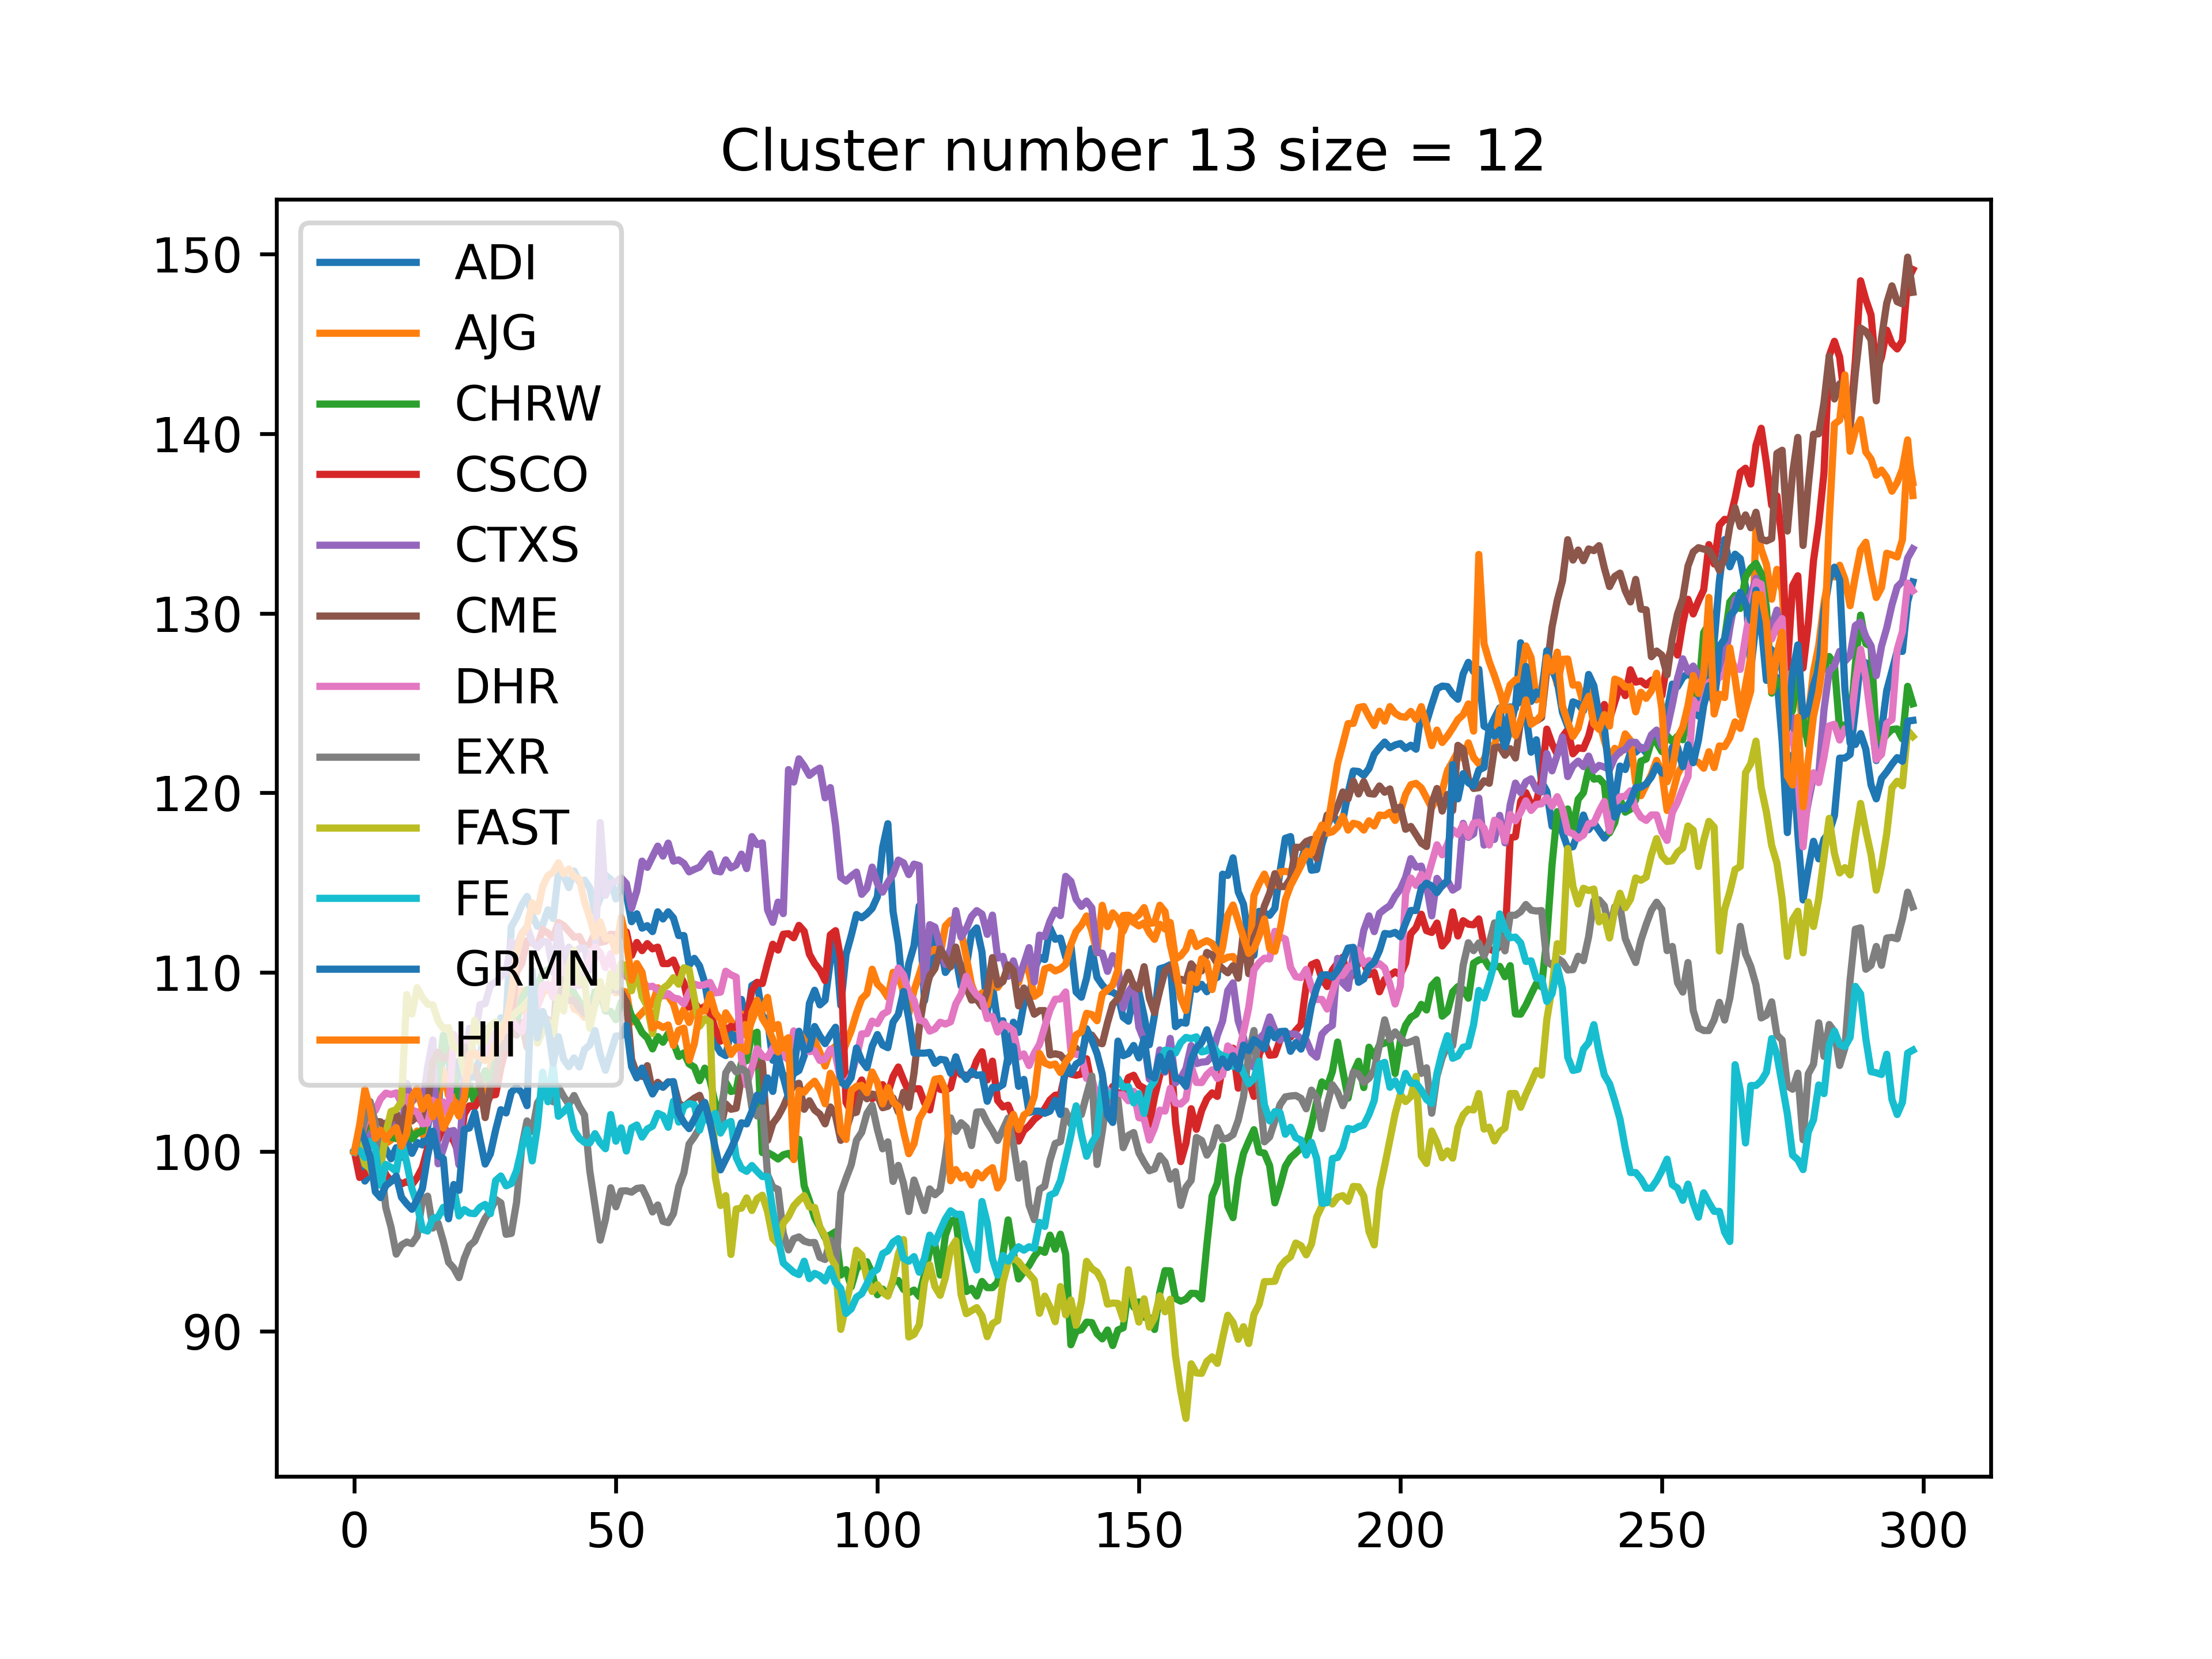 Cluster number 13 size = 12
150
140
130
120
110
100
90
ADI
AJG
CHRW
CSCO
CTXS
CME
DHR
EXR
FAST
FE
GRMN
HII
0 50 100 150 200 250 300